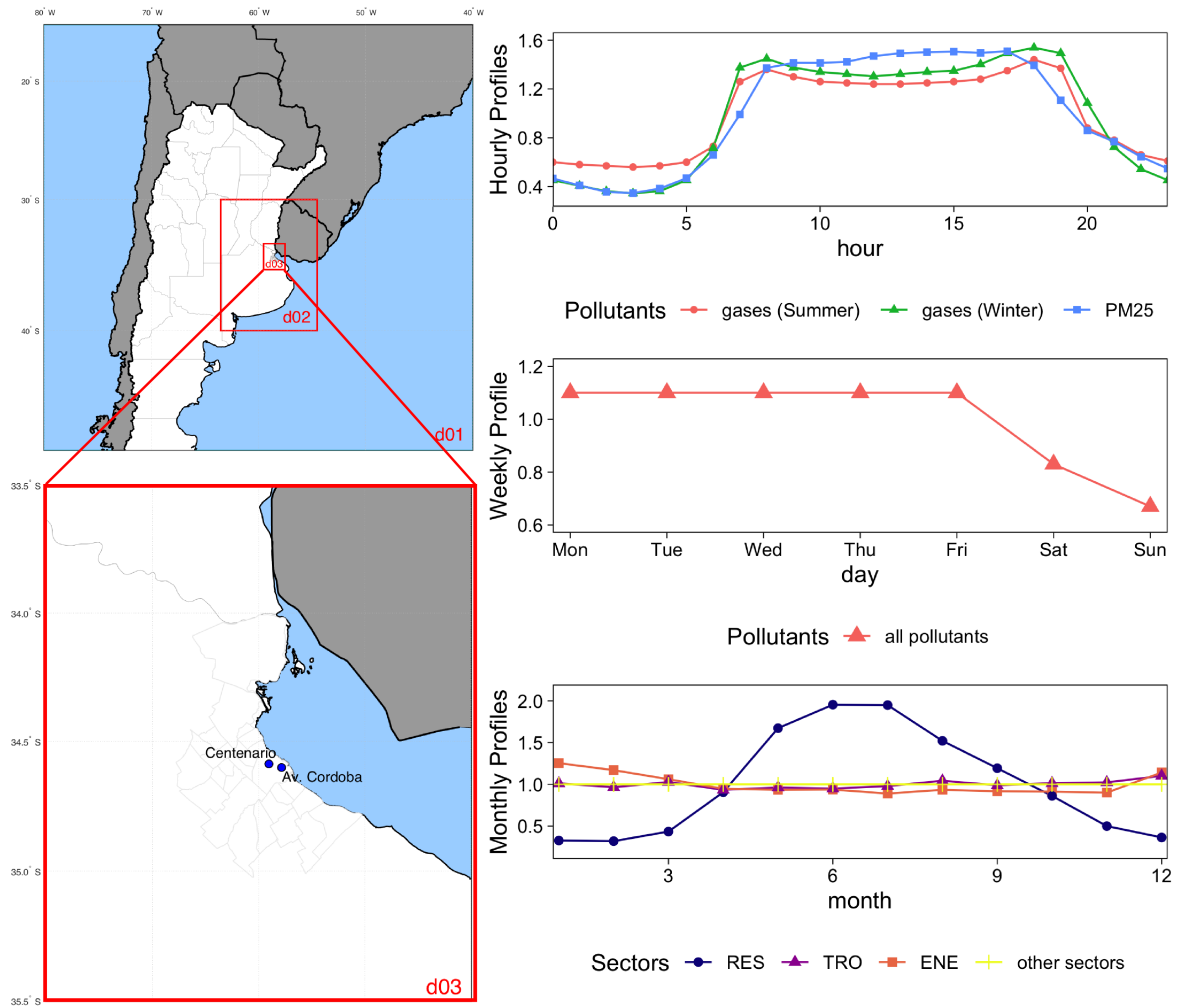 80° W 70° W 60° W 50° W 40° W
20° S
30° S
40° S
d03
d02
d01
33.5° S
34.0° S
34.5° S
35.0° S
35.5° S
Centenario
Av. Cordoba
d03
Hourly Profiles
1.6
1.2
0.8
0.4
0 5 10 15 20
hour
Pollutants gases (Summer) gases (Winter) PM25
Weekly Profile
1.2
1.0
0.8
0.6
Mon Tue Wed Thu Fri Sat Sun
day
Pollutants all pollutants
Monthly Profiles
2.0
1.5
1.0
0.5
3 6 9 12
month
Sectors RES TRO ENE other sectors